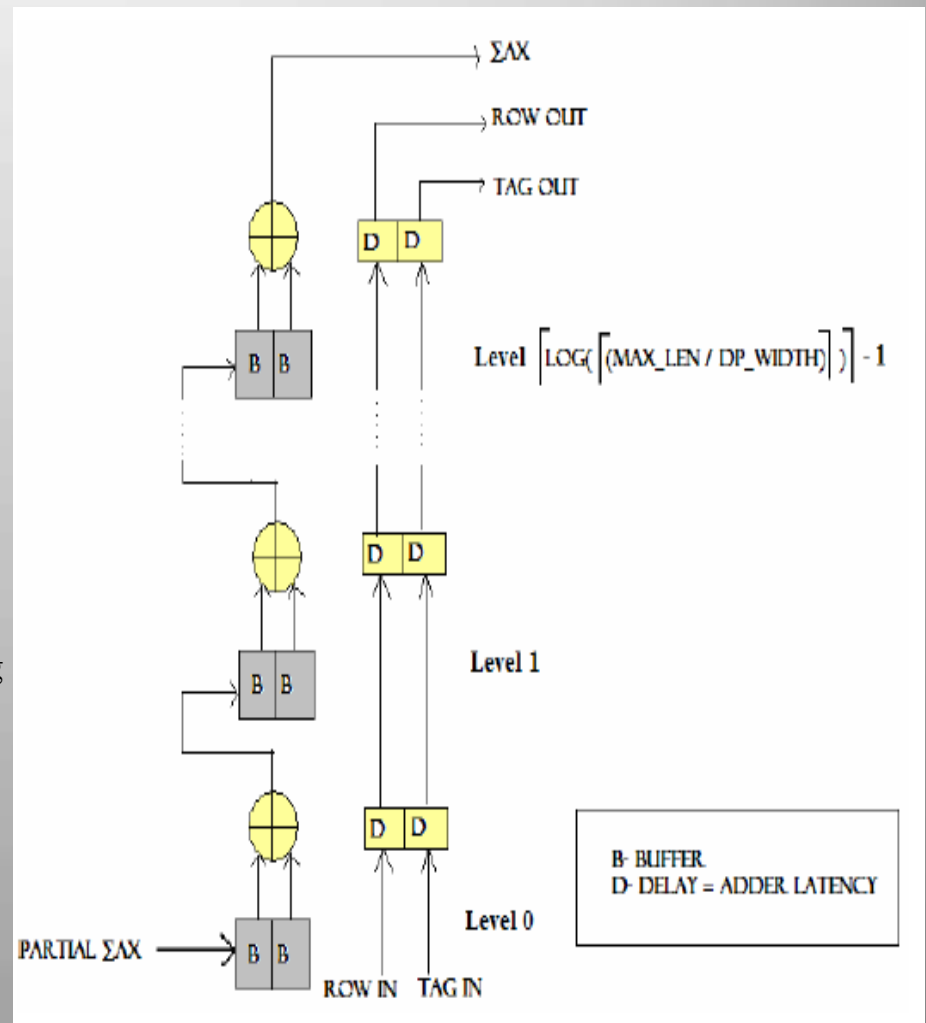 ΣAX
ROW OUT
TAG OUT
D D
B B
Level ⌈LOG( ⌈(MAX_LEN / DP_WIDTH)⌉ )⌉ - 1
D D
B B
Level 1
D D
B- BUFFER.
D- DELAY = ADDER LATENCY
Level 0
PARTIAL ΣAX
B B
ROW IN TAG IN